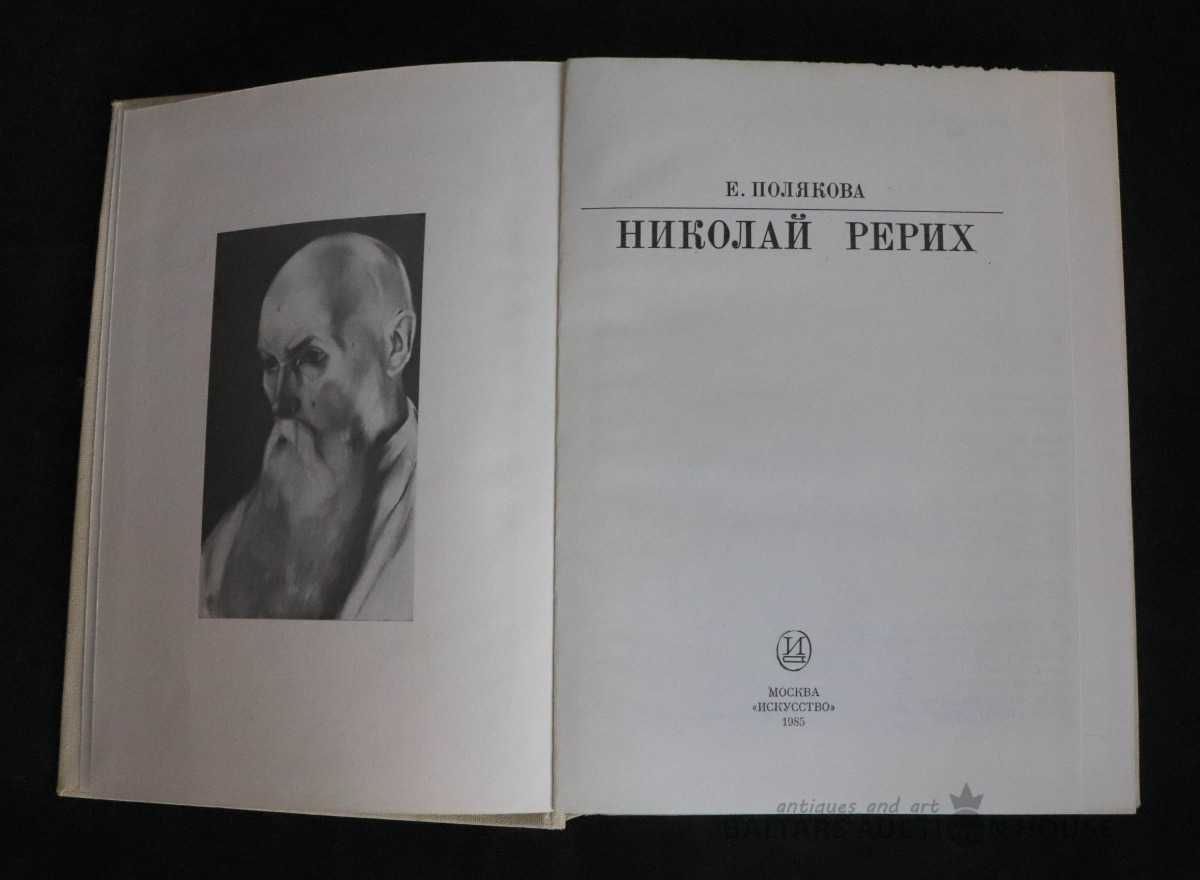 Е. ПОЛЯКОВА
НИКОЛАЙ РЕРИХ
И
МОСКВА
«ИСКУССТВО»
1985
antiques and art
BALTARS AUCTION HOUSE